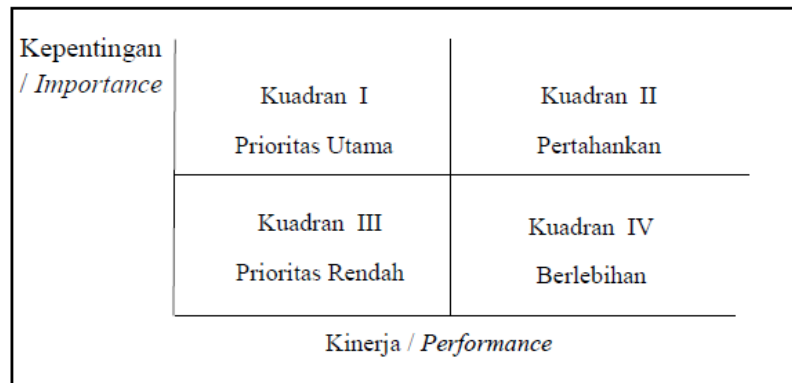 Kepentingan
/ Importance
Kuadran I
Prioritas Utama
Kuadran II
Pertahankan
Kuadran III
Prioritas Rendah
Kuadran IV
Berlebihan
Kinerja / Performance